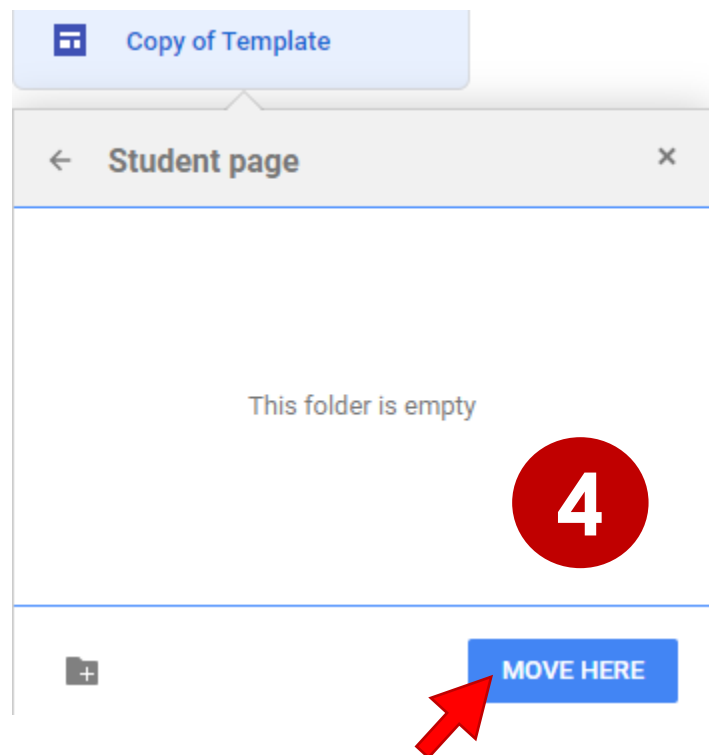 Copy of Template
Student page
This folder is empty
4
MOVE HERE